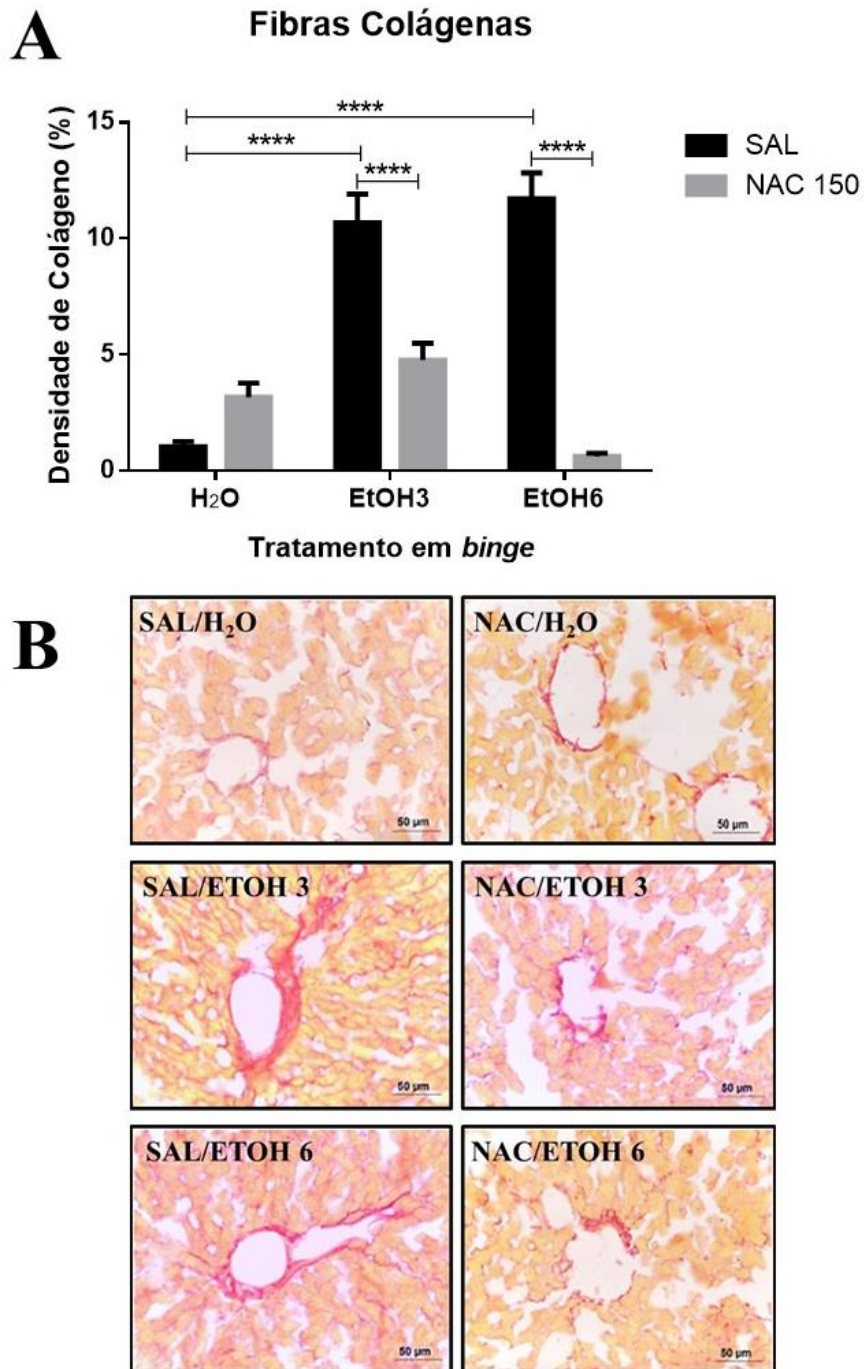 A
Fibras Colágenas
Densidade de Colágeno (%)
15
10
5
0
****
****
****
****
SAL
NAC 150
H₂O
EtOH3
EtOH6
Tratamento em binge
B
SAL/H₂O
50 µm
NAC/H₂O
50 µm
SAL/ETOH 3
50 µm
NAC/ETOH 3
50 µm
SAL/ETOH 6
50 µm
NAC/ETOH 6
50 µm